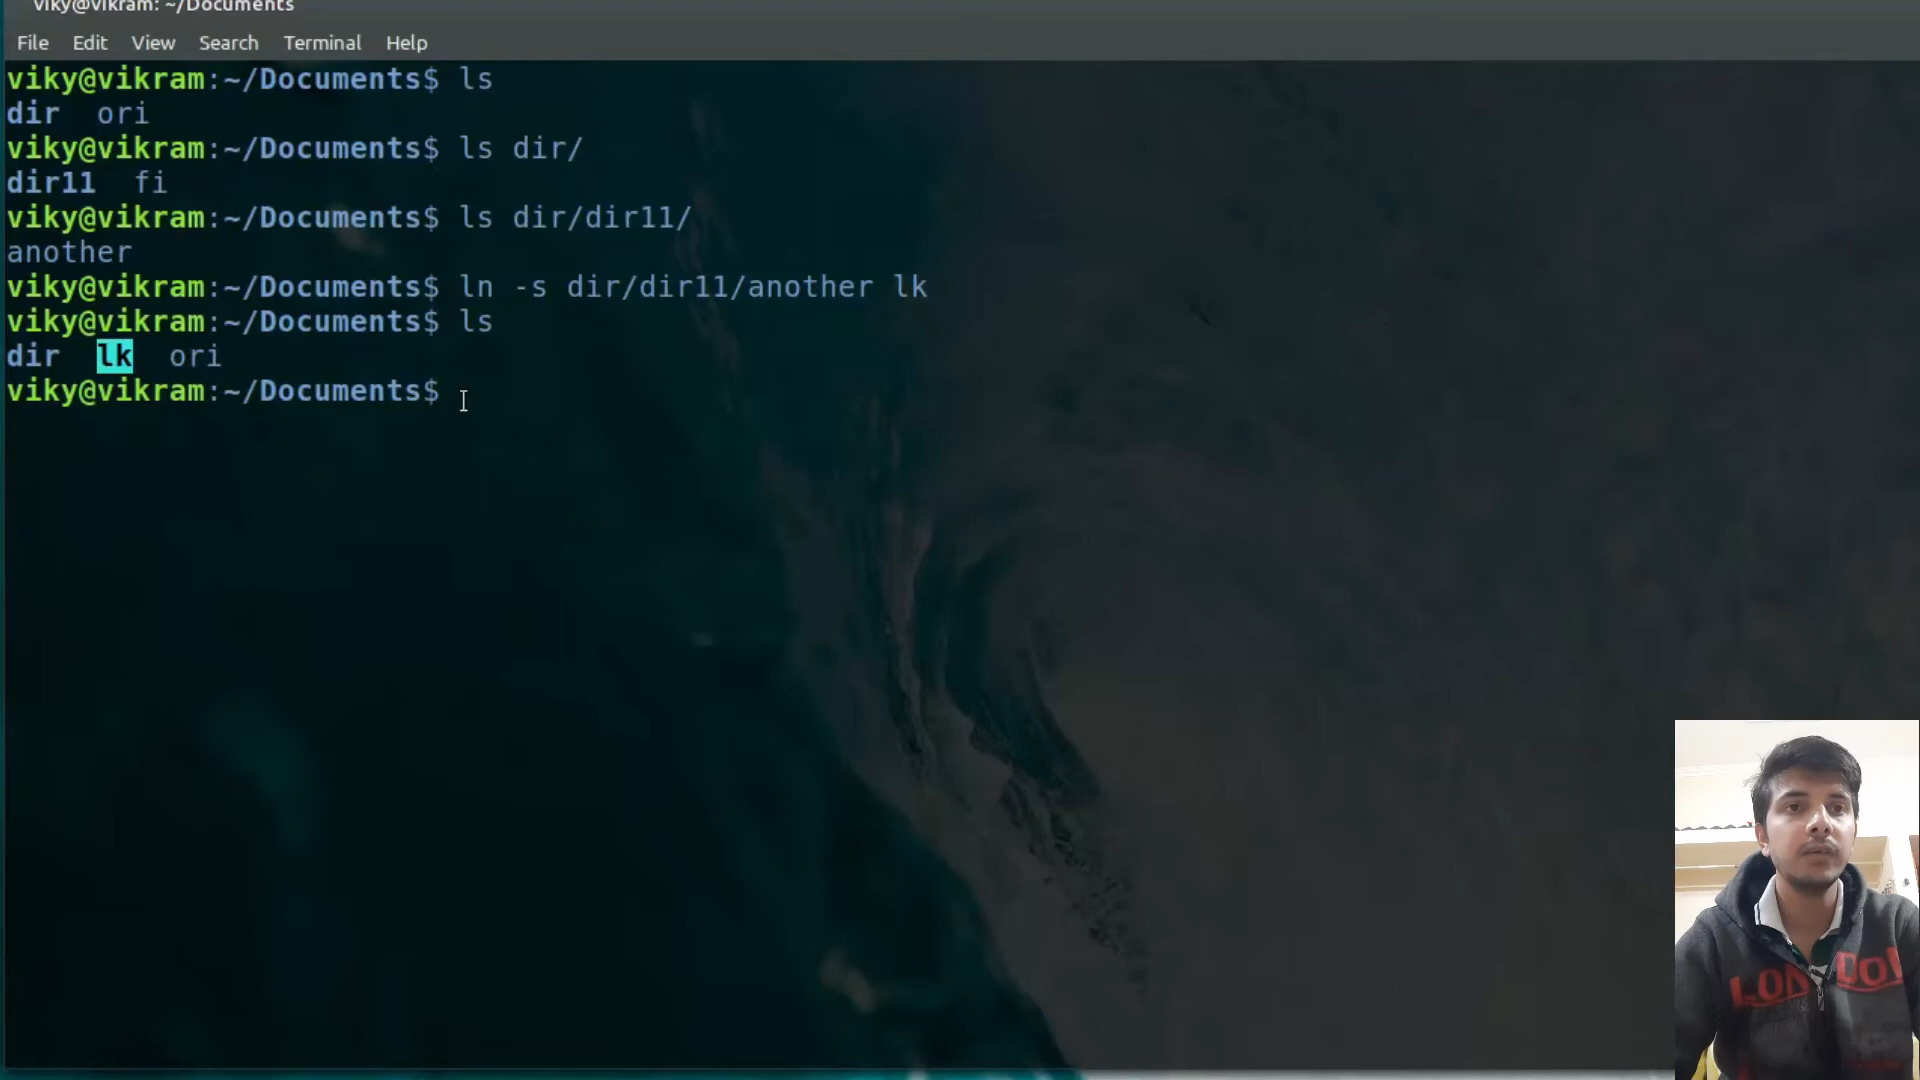 viky@vikram: ~/Documents
File Edit View Search Terminal Help
viky@vikram:~/Documents$ ls
dir ori
viky@vikram:~/Documents$ ls dir/
dir11 fi
viky@vikram:~/Documents$ ls dir/dir11/
another
viky@vikram:~/Documents$ ln -s dir/dir11/another lk
viky@vikram:~/Documents$ ls
dir lk ori
viky@vikram:~/Documents$